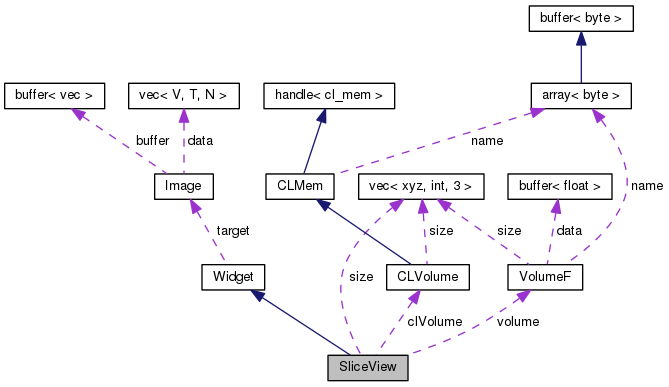 buffer< byte >
buffer< vec >
vec< V, T, N >
handle< cl_mem >
array< byte >
buffer
data
name
Image
CLMem
vec< xyz, int, 3 >
buffer< float >
name
target
size
size
data
Widget
size
CLVolume
VolumeF
clVolume
volume
SliceView